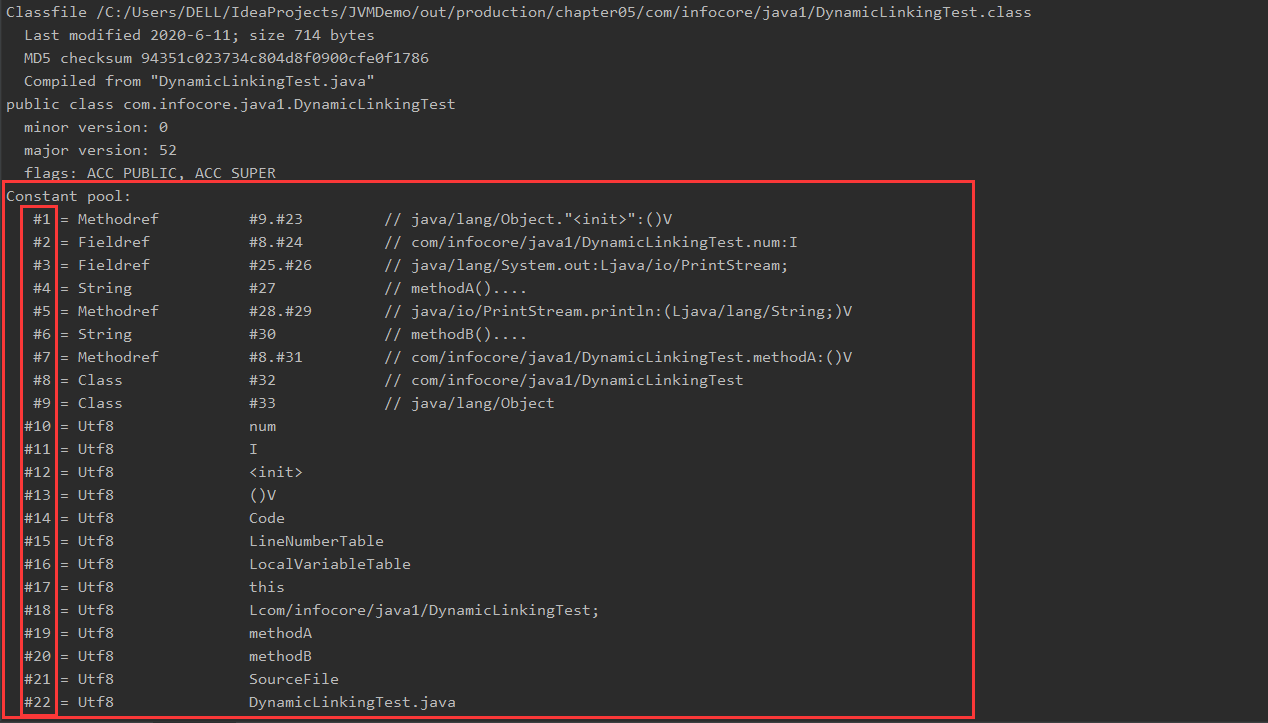 Classfile /C:/Users/DELL/IdeaProjects/JVMDemo/out/production/chapter05/com/infocore/java1/DynamicLinkingTest.class
Last modified 2020-6-11; size 714 bytes
MD5 checksum 94351c023734c804d8f0900cfe0f1786
Compiled from "DynamicLinkingTest.java"
public class com.infocore.java1.DynamicLinkingTest
minor version: 0
major version: 52
flags: ACC_PUBLIC, ACC_SUPER
Constant pool:
#1 = Methodref #9.#23 // java/lang/Object."<init>":()V
#2 = Fieldref #8.#24 // com/infocore/java1/DynamicLinkingTest.num:I
#3 = Fieldref #25.#26 // java/lang/System.out:Ljava/io/PrintStream;
#4 = String #27 // methodA()....
#5 = Methodref #28.#29 // java/io/PrintStream.println:(Ljava/lang/String;)V
#6 = String #30 // methodB()....
#7 = Methodref #8.#31 // com/infocore/java1/DynamicLinkingTest.methodA:()V
#8 = Class #32 // com/infocore/java1/DynamicLinkingTest
#9 = Class #33 // java/lang/Object
#10 = Utf8 num
#11 = Utf8 I
#12 = Utf8 <init>
#13 = Utf8 ()V
#14 = Utf8 Code
#15 = Utf8 LineNumberTable
#16 = Utf8 LocalVariableTable
#17 = Utf8 this
#18 = Utf8 Lcom/infocore/java1/DynamicLinkingTest;
#19 = Utf8 methodA
#20 = Utf8 methodB
#21 = Utf8 SourceFile
#22 = Utf8 DynamicLinkingTest.java